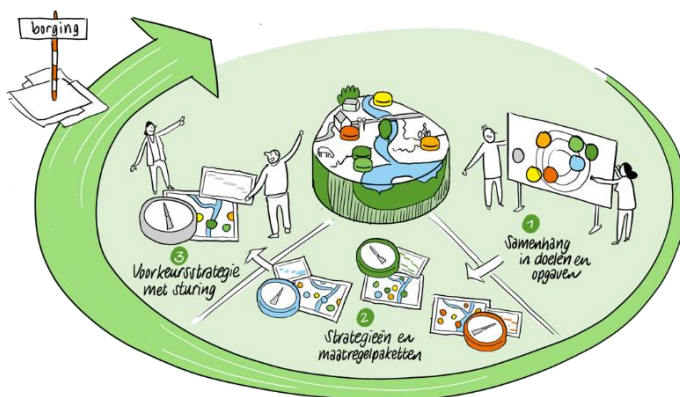 borging
1
Samenhang
in doelen en
opgaven
2
Strategieën en
maatregelpakketten
3
Voorkeursstrategie
met sturing